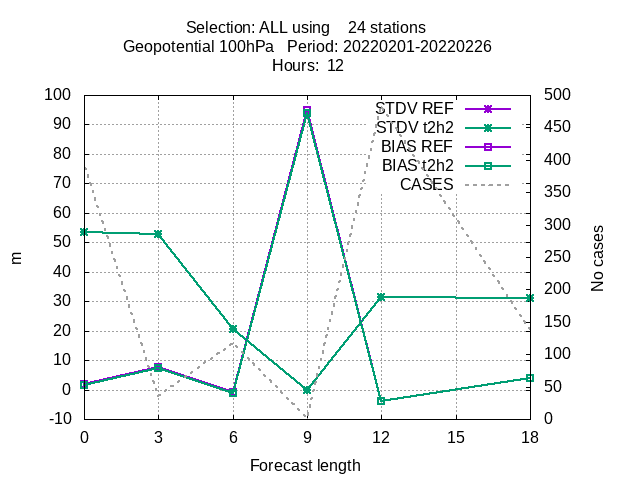 Selection: ALL using    24 stations
Geopotential 100hPa   Period: 20220201-20220226
Hours:  12
100
90
80
70
60
50
40
30
20
10
0
-10
m
STDV REF
STDV t2h2
BIAS REF
BIAS t2h2
CASES
500
450
400
350
300
250
200
150
100
50
0
No cases
0 3 6 9 12 15 18
Forecast length